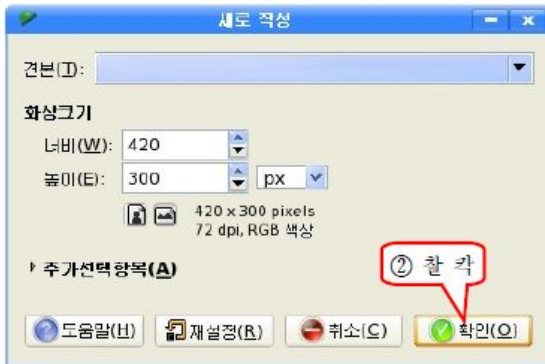 새로 작성
견본(T):
화상크기
너비(W): 420
높이(E): 300 px
420 x 300 pixels
72 dpi, RGB 색상
추가선택항목(A)
② 찰칵
도움말(H) 재설정(R) 취소(C) 확인(O)